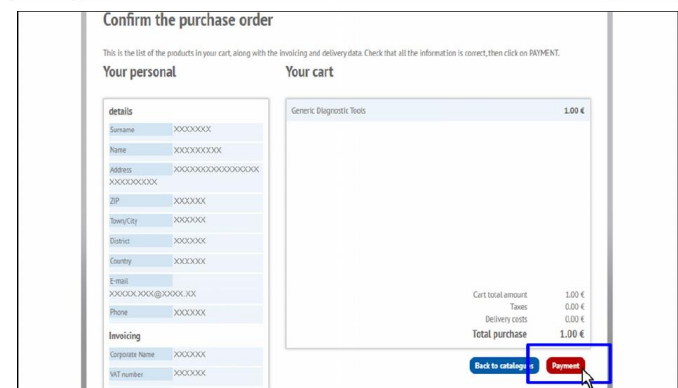 Confirm the purchase order
This is the list of the products in your cart, along with the invoicing and delivery data. Check that all the information is correct, then click on PAYMENT.
Your personal
details
Surname XXXXXXX
Name XXXXXXXXX
Address XXXXXXXXXXXXXXXX
XXXXXXXXX
ZIP XXXXXX
Town/City XXXXXX
District XXXXXX
Country XXXXXX
E-mail
XXXXX.XXX@XXXX.XX
Phone XXXXXX
Invoicing
Corporate Name XXXXXX
VAT number XXXXXX
Your cart
Generic Diagnostic Tools 1.00 €
Cart total amount 1.00 €
Taxes 0.00 €
Delivery costs 0.00 €
Total purchase 1.00 €
Back to catalogues Payment